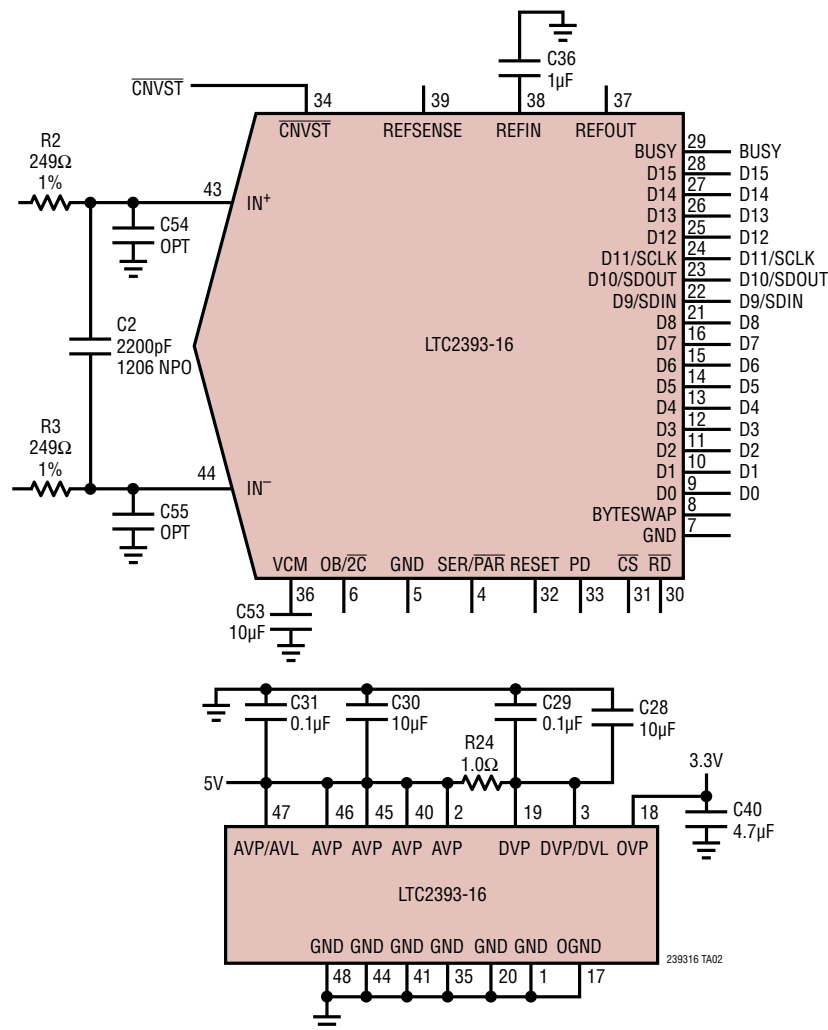 C36
1µF
CNVST
34
39
38
37
CNVST
REFSENSE
REFIN
REFOUT
R2
249Ω
1%
43
IN+
C54
OPT
C2
2200pF
1206 NPO
LTC2393-16
R3
249Ω
1%
44
IN–
C55
OPT
BUSY 29 BUSY
D15 28 D15
D14 27 D14
D13 26 D13
D12 25 D12
D11/SCLK 24 D11/SCLK
D10/SDOUT 23 D10/SDOUT
D9/SDIN 22 D9/SDIN
D8 21 D8
D7 16 D7
D6 15 D6
D5 14 D5
D4 13 D4
D3 12 D3
D2 11 D2
D1 10 D1
D0 9 D0
BYTESWAP 8
GND 7
VCM OB/2C GND SER/PAR RESET PD CS RD
36 6 5 4 32 33 31 30
C53
10µF
C31
0.1µF
C30
10µF
C29
0.1µF
C28
10µF
R24
1.0Ω
5V
3.3V
C40
4.7µF
47 46 45 40 2 19 3 18
AVP/AVL AVP AVP AVP AVP DVP DVP/DVL OVP
LTC2393-16
GND GND GND GND GND GND OGND
48 44 41 35 20 1 17
239316 TA02